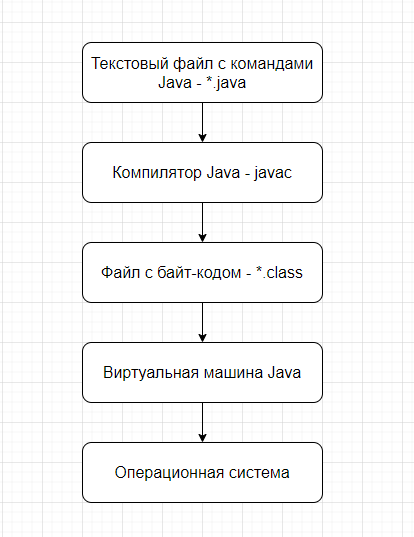 Текстовый файл с командами
Java - *.java
Компилятор Java - javac
Файл с байт-кодом - *.class
Виртуальная машина Java
Операционная система